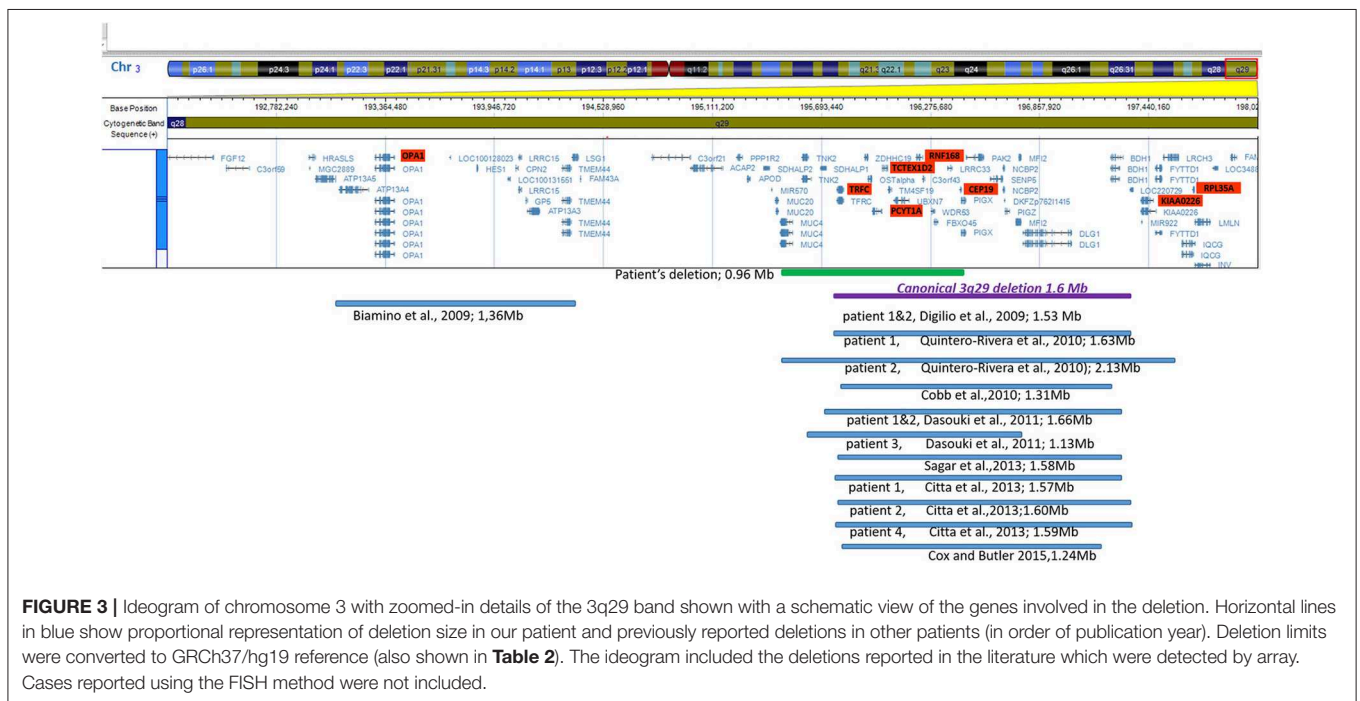 Chr 3
p26.1 p24.3 p24.1 p22.3 p22.1 p21.31 p14.3 p14.2 p14.1 p13 p12.3 p12.2 p12.1 q11.2 q21.3 q22.1 q23 q24 q26.1 q26.31 q28 q29
Base Position 192,782,240 193,364,480 193,946,720 194,528,960 195,111,200 195,693,440 196,275,680 196,857,920 197,440,160 198,02
Cytogenetic Band q28 q29
Sequence (+)
FGF12 HRASLS OPA1 LOC100128023 LRRC15 LSG1 C3orf21 PPP1R2 TNK2 ZDHHC19 RNF168 PAK2 MFI2 BDH1 LRCH3 FAM
C3orf59 MGC2889 OPA1 HES1 CPN2 TMEM44 ACAP2 SDHALP2 SDHALP1 TCTEX1D2 LRRC33 NCBP2 BDH1 FYTTD1 LOC3488
ATP13A5 OPA1 LOC100131551 FAM43A APOD TNK2 OSTalpha C3orf43 SENP5 BDH1 FYTTD1
ATP13A4 OPA1 LRRC15 MIR570 TRFC TM4SF19 CEP19 NCBP2 LOC220729 RPL35A
OPA1 GP5 TMEM44 MUC20 TFRC UBXN7 PIGX DKFZp762I1415 KIAA0226
OPA1 ATP13A3 MUC20 PCYT1A WDR53 PIGZ KIAA0226
OPA1 TMEM44 MUC4 FBXO45 MFI2 MIR922 LMLN
OPA1 TMEM44 MUC4 PIGX DLG1 FYTTD1
OPA1 TMEM44 MUC4 DLG1 IQCG
IQCG
INV
Patient's deletion; 0.96 Mb
Canonical 3q29 deletion 1.6 Mb
Biamino et al., 2009; 1,36Mb
patient 1&2, Digilio et al., 2009; 1.53 Mb
patient 1, Quintero-Rivera et al., 2010; 1.63Mb
patient 2, Quintero-Rivera et al., 2010); 2.13Mb
Cobb et al.,2010; 1.31Mb
patient 1&2, Dasouki et al., 2011; 1.66Mb
patient 3, Dasouki et al., 2011; 1.13Mb
Sagar et al.,2013; 1.58Mb
patient 1, Citta et al., 2013; 1.57Mb
patient 2, Citta et al.,2013;1.60Mb
patient 4, Citta et al., 2013; 1.59Mb
Cox and Butler 2015,1.24Mb
FIGURE 3 | Ideogram of chromosome 3 with zoomed-in details of the 3q29 band shown with a schematic view of the genes involved in the deletion. Horizontal lines
in blue show proportional representation of deletion size in our patient and previously reported deletions in other patients (in order of publication year). Deletion limits
were converted to GRCh37/hg19 reference (also shown in Table 2). The ideogram included the deletions reported in the literature which were detected by array.
Cases reported using the FISH method were not included.